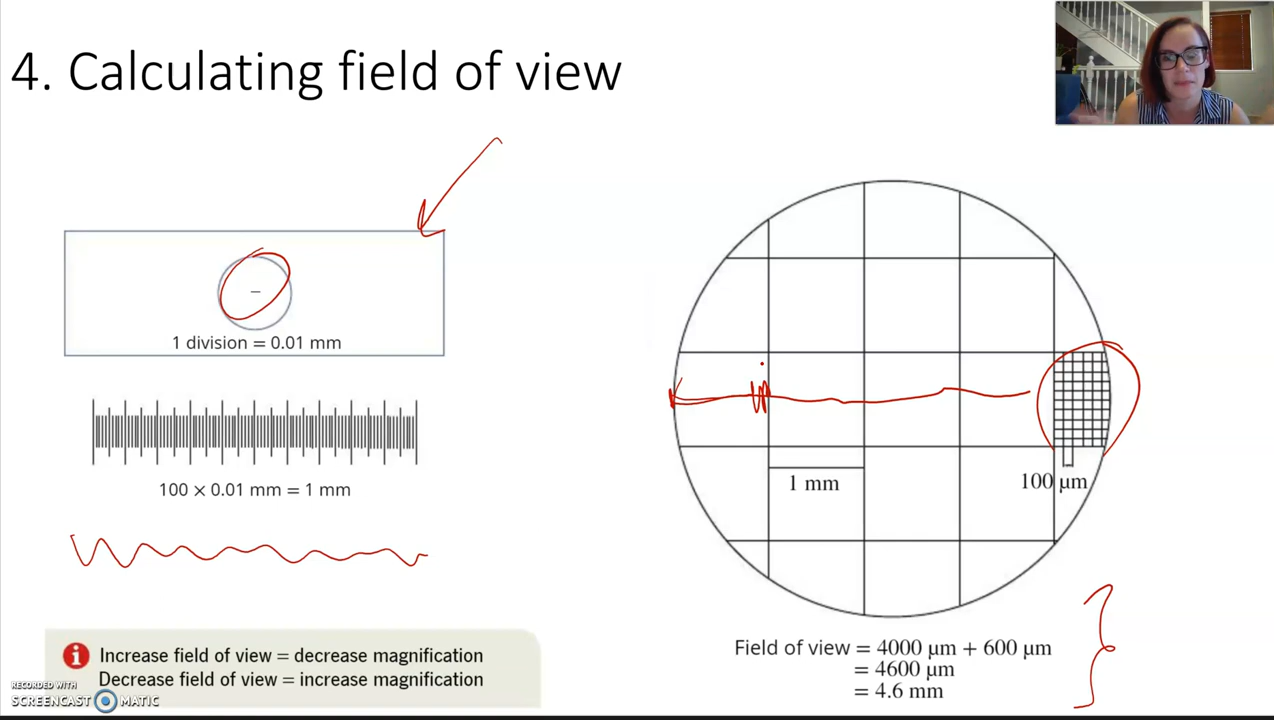 4. Calculating field of view
1 division = 0.01 mm
100 × 0.01 mm = 1 mm
Increase field of view = decrease magnification
Decrease field of view = increase magnification
RECORDED WITH
SCREENCAST MATIC
1 mm
100 μm
Field of view = 4000 μm + 600 μm
= 4600 μm
= 4.6 mm